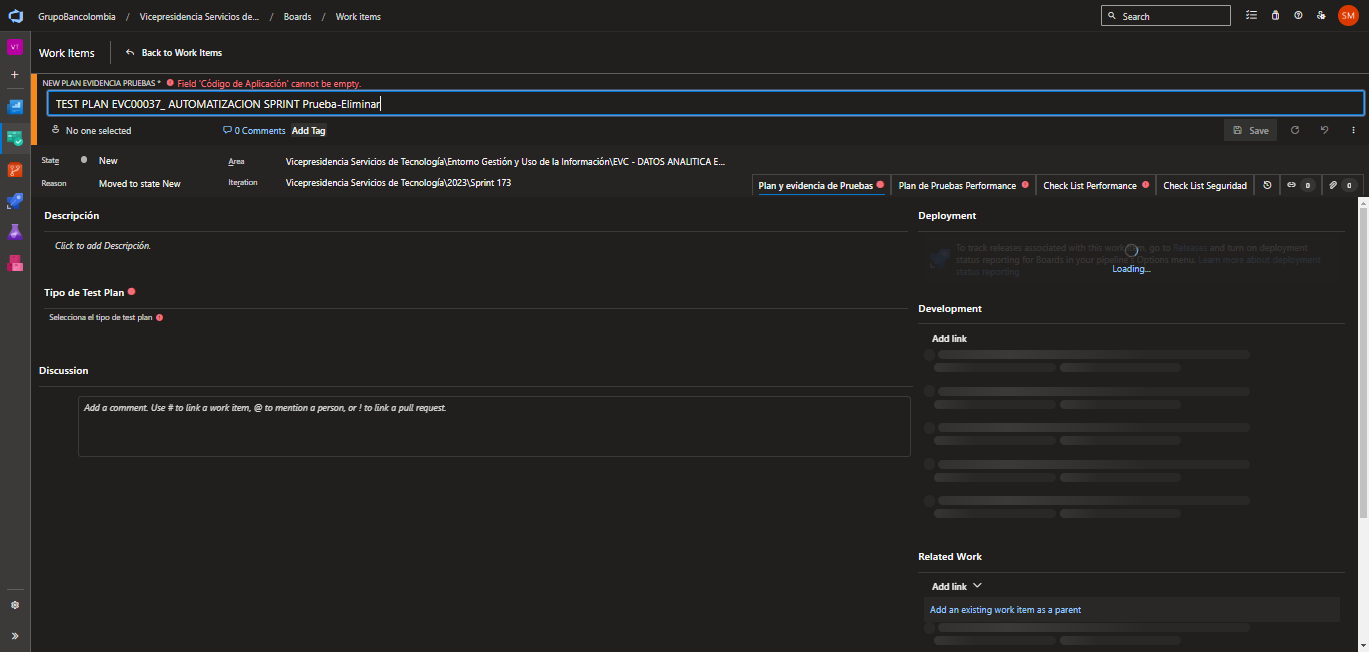 GrupoBancolombia / Vicepresidencia Servicios de... / Boards / Work items
Search
SM
VT
Work Items
Back to Work Items
NEW PLAN EVIDENCIA PRUEBAS * Field 'Código de Aplicación' cannot be empty.
TEST PLAN EVC00037_ AUTOMATIZACION SPRINT Prueba-Eliminar
No one selected
0 Comments
Add Tag
Save
State
New
Area
Vicepresidencia Servicios de Tecnología\Entorno Gestión y Uso de la Información\EVC - DATOS ANALITICA E...
Reason
Moved to state New
Iteration
Vicepresidencia Servicios de Tecnología\2023\Sprint 173
Plan y evidencia de Pruebas
Plan de Pruebas Performance
Check List Performance
Check List Seguridad
0
0
Descripción
Click to add Descripción.
Tipo de Test Plan
Selecciona el tipo de test plan
Discussion
Add a comment. Use # to link a work item, @ to mention a person, or ! to link a pull request.
Deployment
To track releases associated with this work item, go to Releases and turn on deployment
status reporting for Boards in your pipeline's Options menu. Learn more about deployment
status reporting
Loading...
Development
Add link
Related Work
Add link
Add an existing work item as a parent